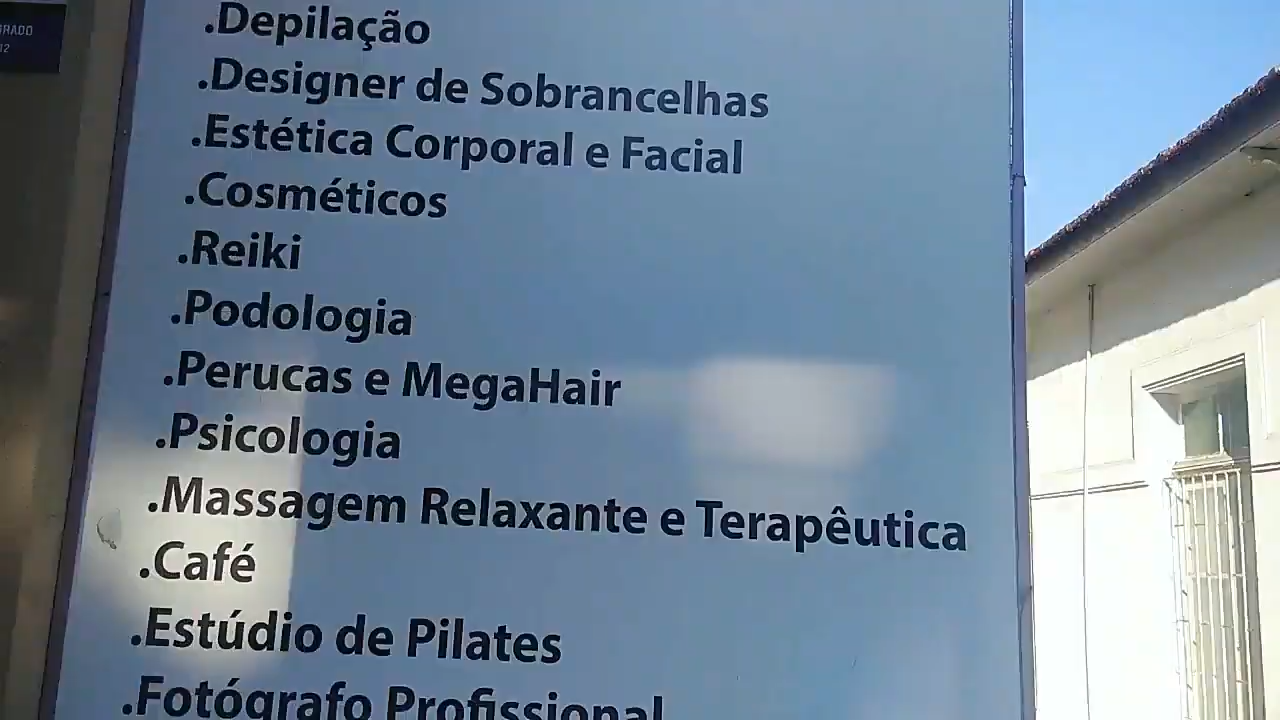 RADO
.Depilação
.Designer de Sobrancelhas
.Estética Corporal e Facial
.Cosméticos
.Reiki
.Podologia
.Perucas e MegaHair
.Psicologia
.Massagem Relaxante e Terapêutica
.Café
.Estúdio de Pilates
.Fotógrafo Profissional